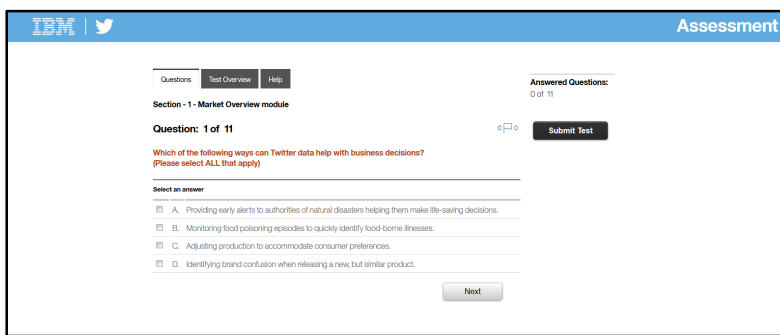 IBM
Assessment
Questions
Test Overview
Help
Answered Questions:
0 of 11
Section - 1 - Market Overview module
Question: 1 of 11
Submit Test
Which of the following ways can Twitter data help with business decisions?
(Please select ALL that apply)
Select an answer
A. Providing early alerts to authorities of natural disasters helping them make life-saving decisions.
B. Monitoring food poisoning episodes to quickly identify food-borne illnesses.
C. Adjusting production to accommodate consumer preferences.
D. Identifying brand confusion when releasing a new, but similar product.
Next